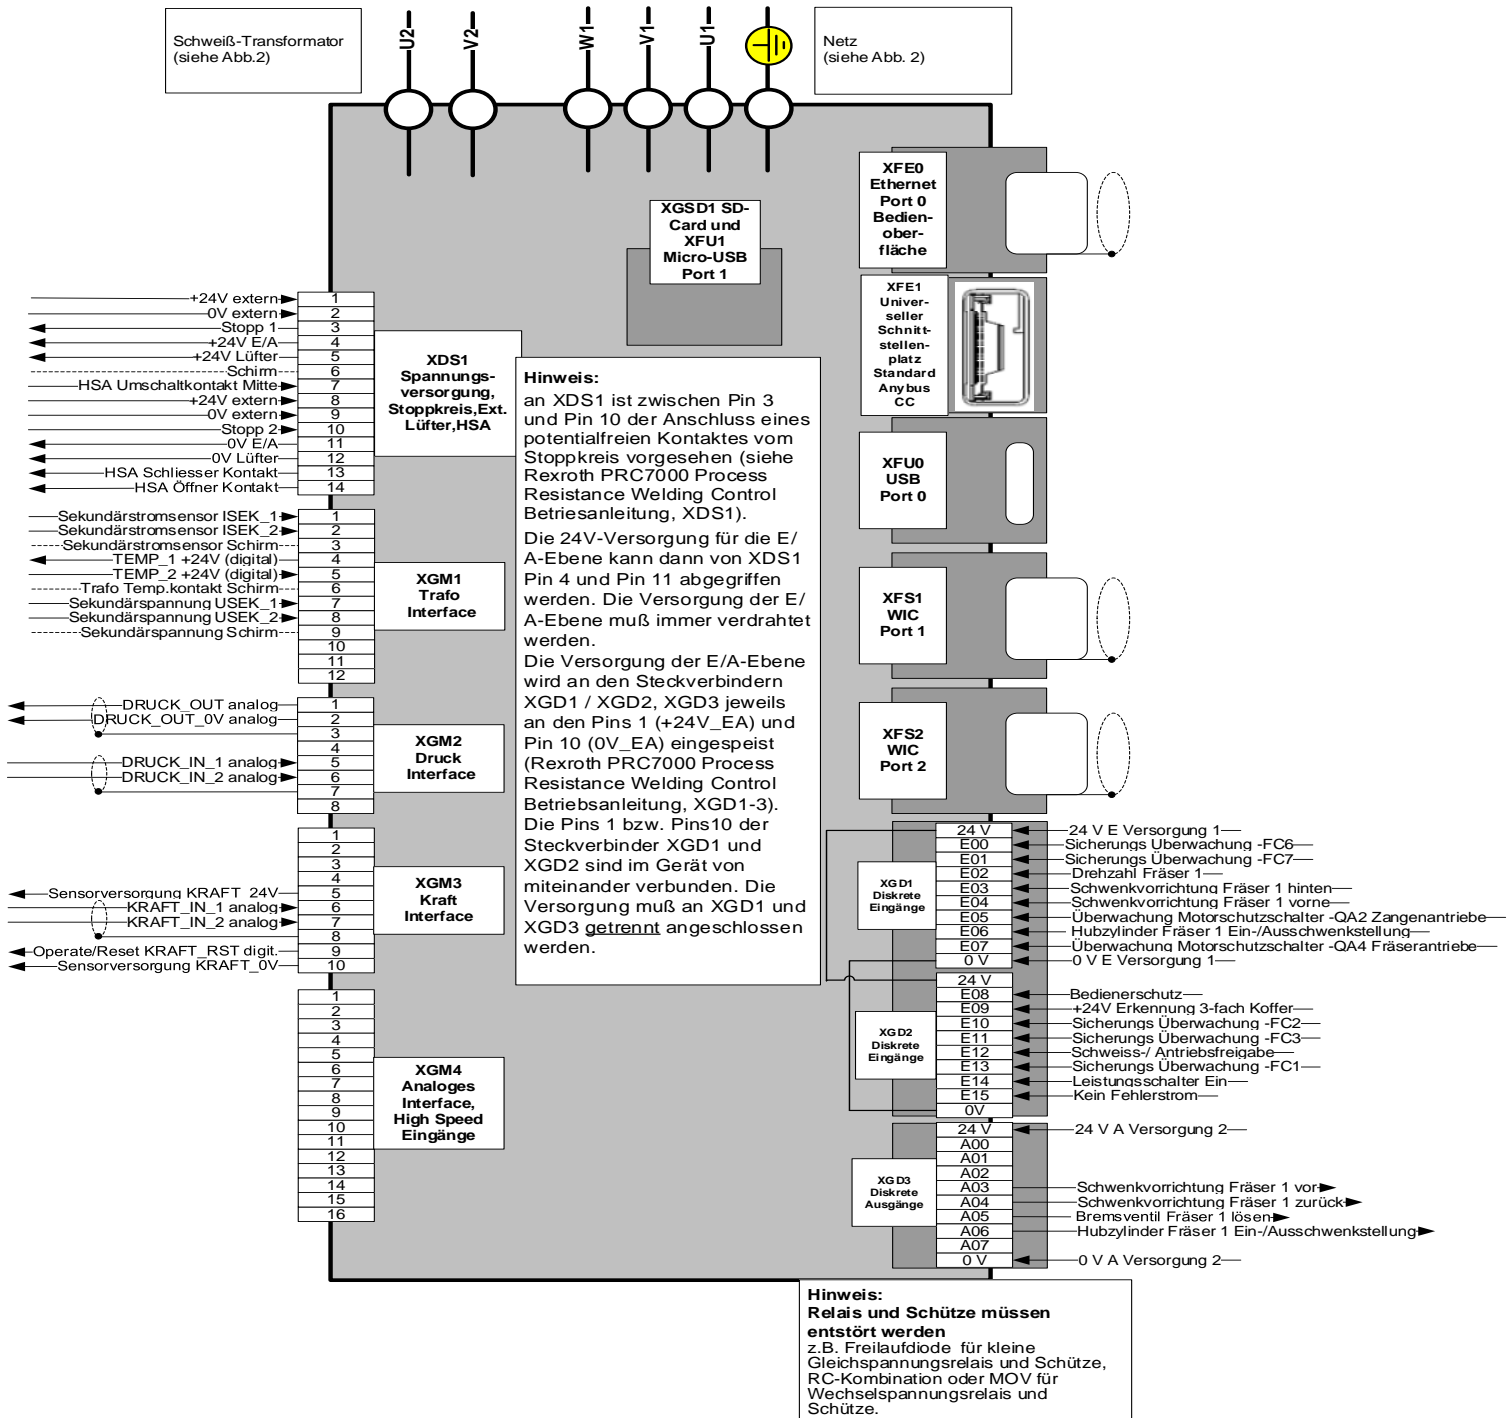 Schweiß-Transformator
(siehe Abb.2)
U2
V2
W1
V1
U1
Netz
(siehe Abb. 2)
XGSD1 SD-
Card und
XFU1
Micro-USB
Port 1
XFE0
Ethernet
Port 0
Bedien-
ober-
fläche
XFE1
Univer-
seller
Schnitt-
stellen-
platz
Standard
Anybus
CC
XFU0
USB
Port 0
XFS1
WIC
Port 1
XFS2
WIC
Port 2
+24V extern 1
0V extern 2
Stopp 1 3
+24V E/A 4
+24V Lüfter 5
Schirm 6
HSA Umschaltkontakt Mitte 7
+24V extern 8
0V extern 9
Stopp 2 10
0V E/A 11
0V Lüfter 12
HSA Schliesser Kontakt 13
HSA Öffner Kontakt 14
XDS1
Spannungs-
versorgung,
Stoppkreis,Ext.
Lüfter,HSA
Sekundärstromsensor ISEK_1 1
Sekundärstromsensor ISEK_2 2
Sekundärstromsensor Schirm 3
TEMP_1 +24V (digital) 4
TEMP_2 +24V (digital) 5
Trafo Temp.kontakt Schirm 6
Sekundärspannung USEK_1 7
Sekundärspannung USEK_2 8
Sekundärspannung Schirm 9
10
11
12
XGM1
Trafo
Interface
DRUCK_OUT analog 1
DRUCK_OUT_0V analog 2
3
4
DRUCK_IN_1 analog 5
DRUCK_IN_2 analog 6
7
8
XGM2
Druck
Interface
1
2
3
4
Sensorversorgung KRAFT_24V 5
KRAFT_IN_1 analog 6
KRAFT_IN_2 analog 7
8
Operate/Reset KRAFT_RST digit. 9
Sensorversorgung KRAFT_0V 10
XGM3
Kraft
Interface
1
2
3
4
5
6
7
8
9
10
11
12
13
14
15
16
XGM4
Analoges
Interface,
High Speed
Eingänge
Hinweis:
an XDS1 ist zwischen Pin 3
und Pin 10 der Anschluss eines
potentialfreien Kontaktes vom
Stoppkreis vorgesehen (siehe
Rexroth PRC7000 Process
Resistance Welding Control
Betriesanleitung, XDS1).
Die 24V-Versorgung für die E/
A-Ebene kann dann von XDS1
Pin 4 und Pin 11 abgegriffen
werden. Die Versorgung der E/
A-Ebene muß immer verdrahtet
werden.
Die Versorgung der E/A-Ebene
wird an den Steckverbindern
XGD1 / XGD2, XGD3 jeweils
an den Pins 1 (+24V_EA) und
Pin 10 (0V_EA) eingespeist
(Rexroth PRC7000 Process
Resistance Welding Control
Betriebsanleitung, XGD1-3).
Die Pins 1 bzw. Pins10 der
Steckverbinder XGD1 und
XGD2 sind im Gerät von
miteinander verbunden. Die
Versorgung muß an XGD1 und
XGD3 getrennt angeschlossen
werden.
XGD1
Diskrete
Eingänge
24 V 24 V E Versorgung 1
E00 Sicherungs Überwachung -FC6
E01 Sicherungs Überwachung -FC7
E02 Drehzahl Fräser 1
E03 Schwenkvorrichtung Fräser 1 hinten
E04 Schwenkvorrichtung Fräser 1 vorne
E05 Überwachung Motorschutzschalter -QA2 Zangenantriebe
E06 Hubzylinder Fräser 1 Ein-/Ausschwenkstellung
E07 Überwachung Motorschutzschalter -QA4 Fräserantriebe
0 V 0 V E Versorgung 1
XGD2
Diskrete
Eingänge
24 V
E08 Bedienerschutz
E09 +24V Erkennung 3-fach Koffer
E10 Sicherungs Überwachung -FC2
E11 Sicherungs Überwachung -FC3
E12 Schweiss-/ Antriebsfreigabe
E13 Sicherungs Überwachung -FC1
E14 Leistungsschalter Ein
E15 Kein Fehlerstrom
0V
XGD3
Diskrete
Ausgänge
24 V 24 V A Versorgung 2
A00
A01
A02
A03 Schwenkvorrichtung Fräser 1 vor
A04 Schwenkvorrichtung Fräser 1 zurück
A05 Bremsventil Fräser 1 lösen
A06 Hubzylinder Fräser 1 Ein-/Ausschwenkstellung
A07
0 V 0 V A Versorgung 2
Hinweis:
Relais und Schütze müssen
entstört werden
z.B. Freilaufdiode für kleine
Gleichspannungsrelais und Schütze,
RC-Kombination oder MOV für
Wechselspannungsrelais und
Schütze.